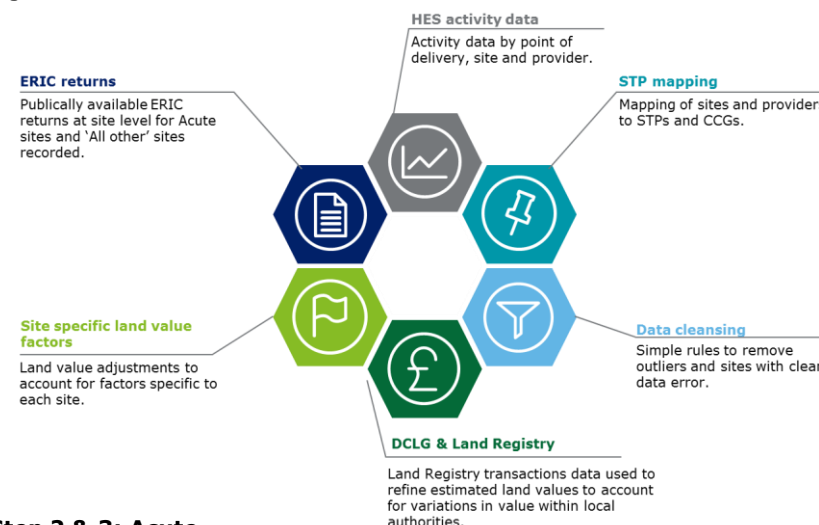 HES activity data
Activity data by point of
delivery, site and provider.
ERIC returns
Publically available ERIC
returns at site level for Acute
sites and ‘All other’ sites
recorded.
STP mapping
Mapping of sites and provider
to STPs and CCGs.
Site specific land value
factors
Land value adjustments to
account for factors specific to
each site.
£
Data cleansing
Simple rules to remove
outliers and sites with clear
data error.
DCLG & Land Registry
Land Registry transactions data used to
refine estimated land values to account
for variations in value within local
authorities.
2 & 3: Acute